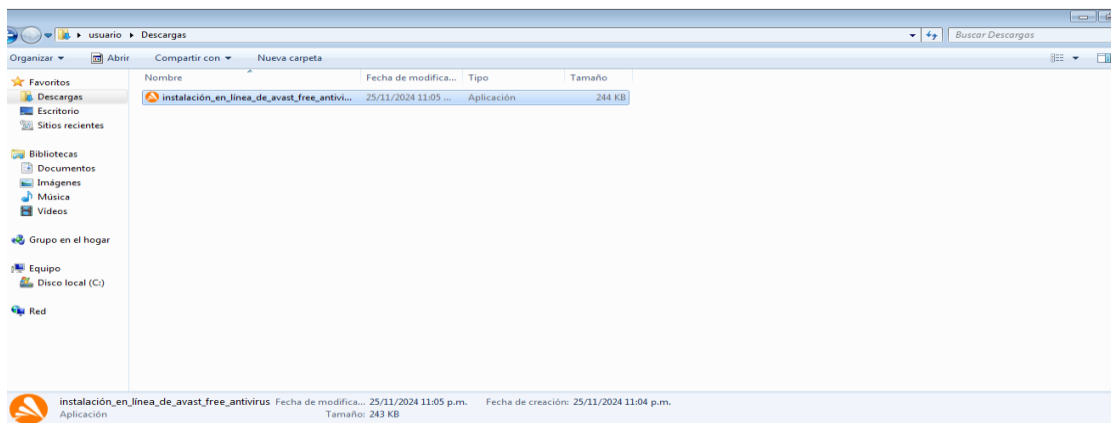 usuario Descargas Buscar Descargas
Organizar Abrir Compartir con Nueva carpeta
Favoritos
Descargas
Escritorio
Sitios recientes
Bibliotecas
Documentos
Imágenes
Música
Vídeos
Grupo en el hogar
Equipo
Disco local (C:)
Red
Nombre Fecha de modifica... Tipo Tamaño
instalación_en_línea_de_avast_free_antivi... 25/11/2024 11:05 ... Aplicación 244 KB
instalación_en_línea_de_avast_free_antivirus Fecha de modifica... 25/11/2024 11:05 p.m. Fecha de creación: 25/11/2024 11:04 p.m.
Aplicación Tamaño: 243 KB